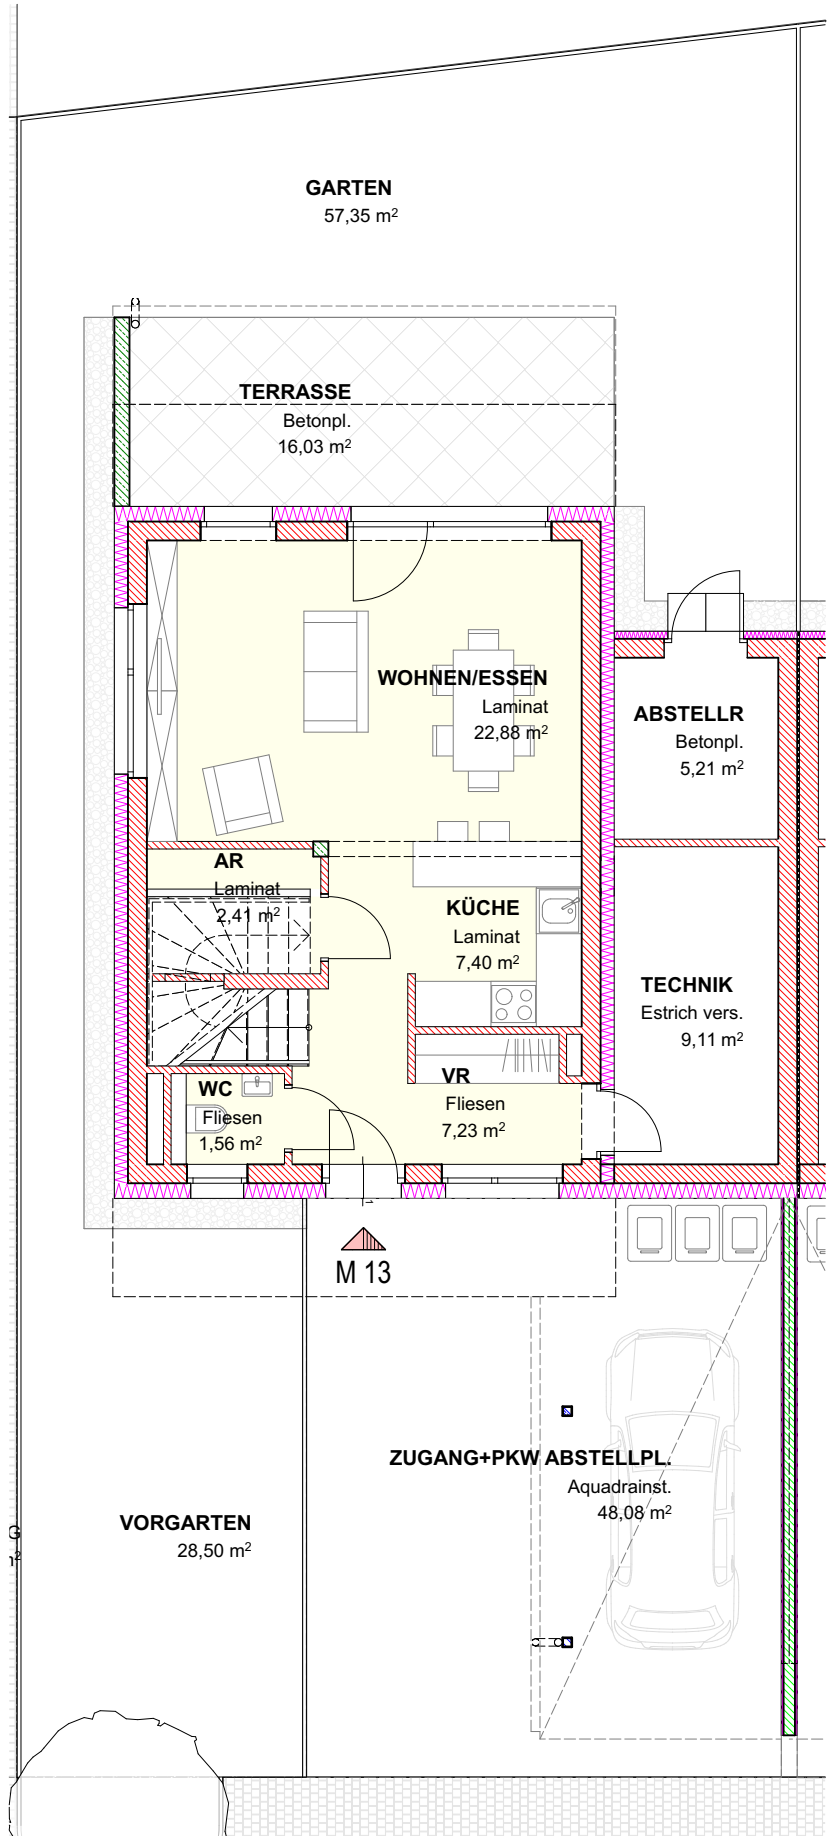 GARTEN
57,35 m²
TERRASSE
Betonpl.
16,03 m²
WOHNEN/ESSEN
Laminat
22,88 m²
ABSTELLR
Betonpl.
5,21 m²
AR
Laminat
2,41 m²
KÜCHE
Laminat
7,40 m²
TECHNIK
Estrich vers.
9,11 m²
WC
Fliesen
1,56 m²
VR
Fliesen
7,23 m²
M 13
ZUGANG+PKW ABSTELLPL.
Aquadrainst.
48,08 m²
VORGARTEN
28,50 m²
G
m²